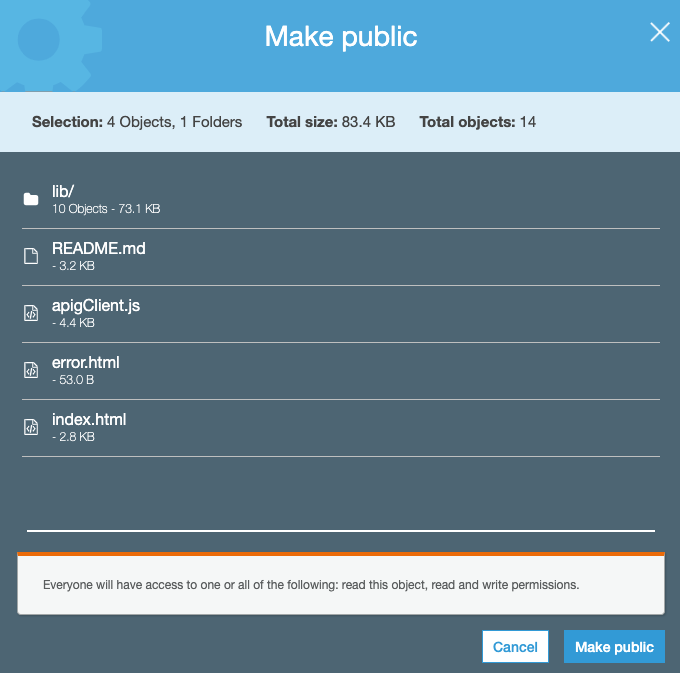 Make public
Selection: 4 Objects, 1 Folders Total size: 83.4 KB Total objects: 14
lib/
10 Objects - 73.1 KB
README.md
- 3.2 KB
apigClient.js
- 4.4 KB
error.html
- 53.0 B
index.html
- 2.8 KB
Everyone will have access to one or all of the following: read this object, read and write permissions.
Cancel Make public